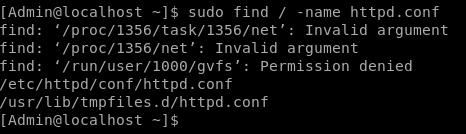 [Admin@localhost ~]$ sudo find / -name httpd.conf
find: ‘/proc/1356/task/1356/net’: Invalid argument
find: ‘/proc/1356/net’: Invalid argument
find: ‘/run/user/1000/gvfs’: Permission denied
/etc/httpd/conf/httpd.conf
/usr/lib/tmpfiles.d/httpd.conf
[Admin@localhost ~]$